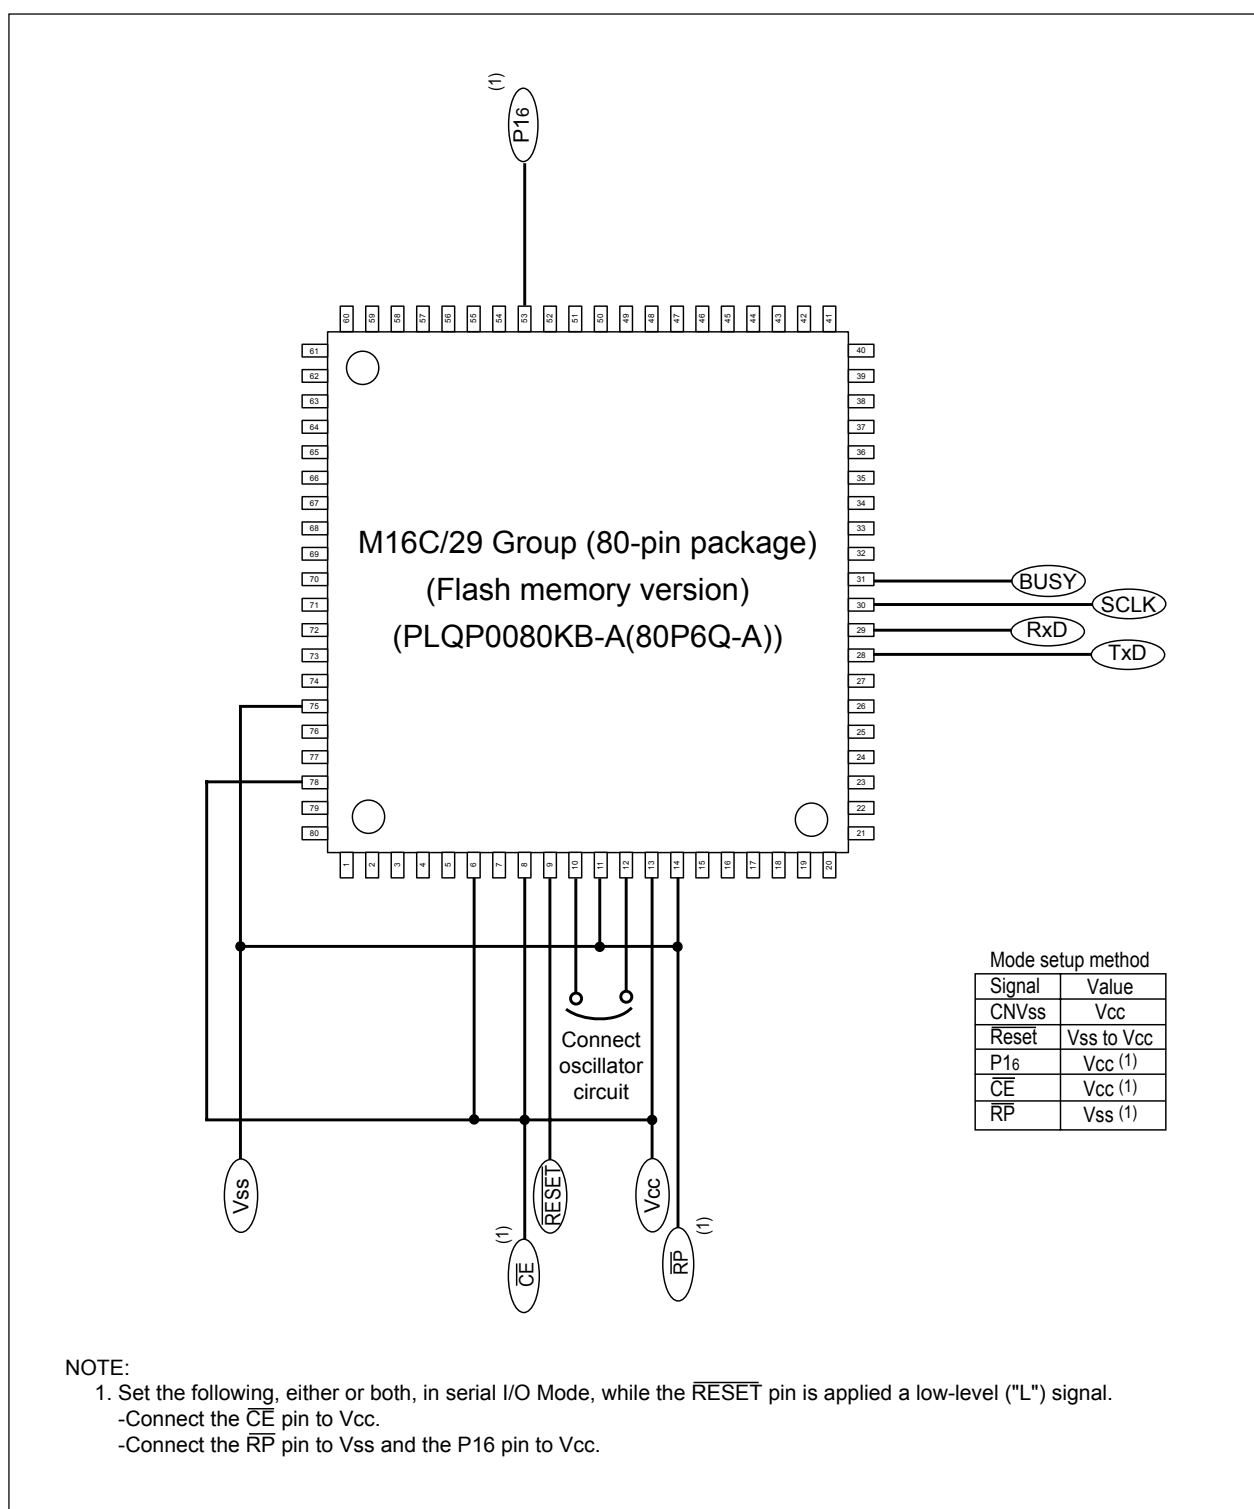 (1)
P16
60 59 58 57 56 55 54 53 52 51 50 49 48 47 46 45 44 43 42 41
61
62
63
64
65
66
67
68
69
70
71
72
73
74
75
76
77
78
79
80
40
39
38
37
36
35
34
33
32
31
30
29
28
27
26
25
24
23
22
21
M16C/29 Group (80-pin package)
(Flash memory version)
(PLQP0080KB-A(80P6Q-A))
BUSY
SCLK
RxD
TxD
1 2 3 4 5 6 7 8 9 10 11 12 13 14 15 16 17 18 19 20
Connect
oscillator
circuit
Vss
(1)
CE
RESET
Vcc
(1)
RP
Mode setup method
Signal Value
CNVss Vcc
Reset Vss to Vcc
P16 Vcc (1)
CE Vcc (1)
RP Vss (1)
NOTE:
1. Set the following, either or both, in serial I/O Mode, while the RESET pin is applied a low-level ("L") signal.
-Connect the CE pin to Vcc.
-Connect the RP pin to Vss and the P16 pin to Vcc.